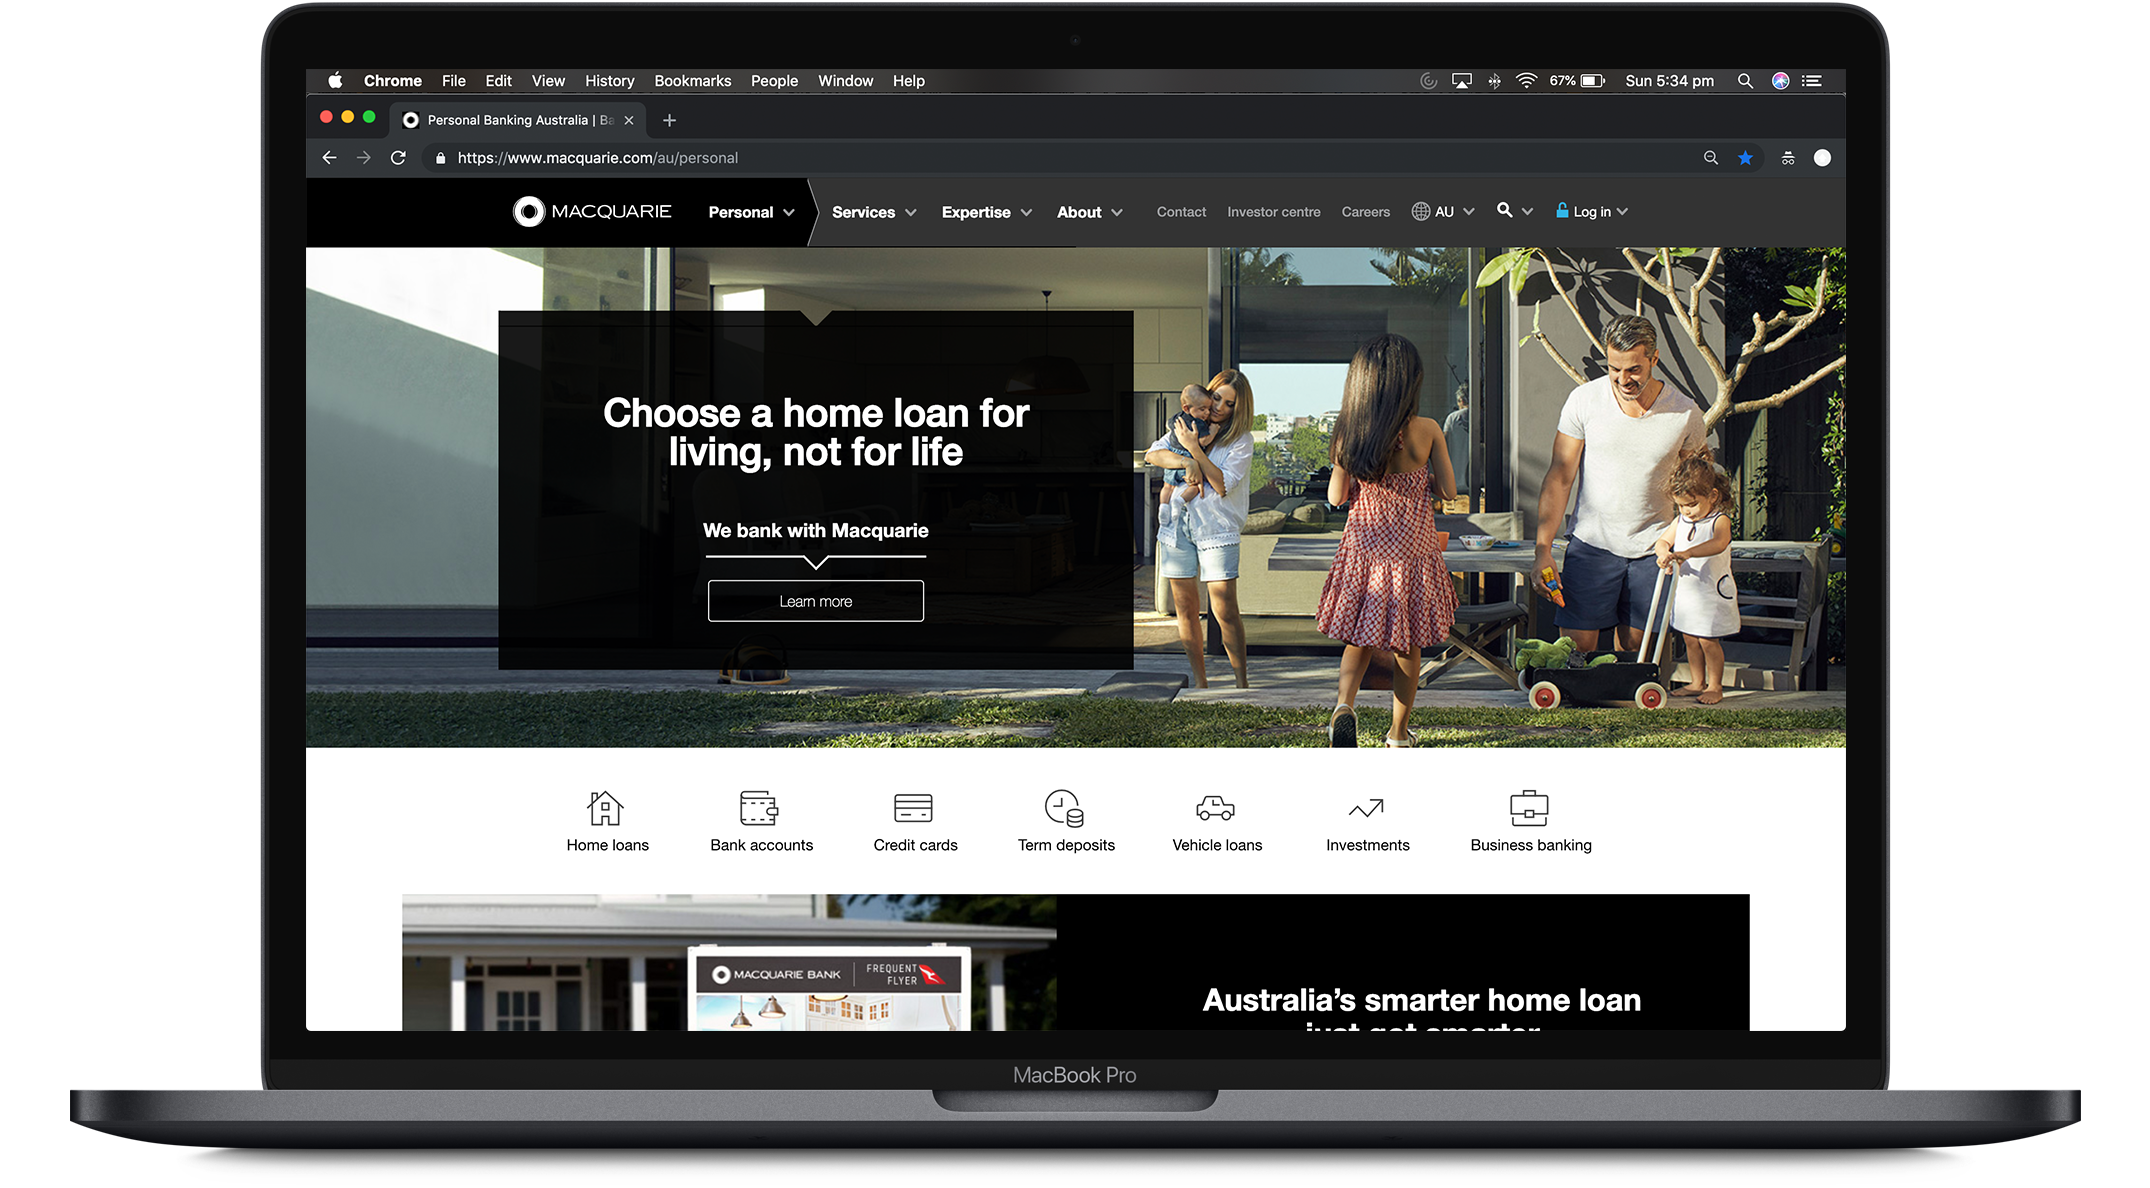 Chrome File Edit View History Bookmarks People Window Help 67% Sun 5:34 pm
Personal Banking Australia | Ba
https://www.macquarie.com/au/personal
MACQUARIE Personal Services Expertise About Contact Investor centre Careers AU Log in
Choose a home loan for
living, not for life
We bank with Macquarie
Learn more
Home loans Bank accounts Credit cards Term deposits Vehicle loans Investments Business banking
MACQUARIE BANK
FREQUENT
FLYER
Australia's smarter home loan
just got smarter
MacBook Pro